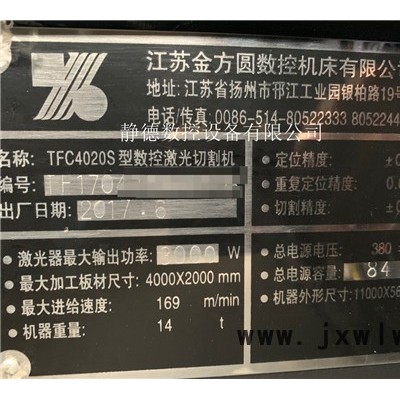 江苏金方圆数控机床有限公
地址: 江苏省扬州市邗江工业园银柏路19号
电话/传真 0086-514-80522333 8052244
静德数控设备有限公司
名称: TFC4020S 型数控激光切割机
编号: TF1704
出厂日期: 2017.6
激光器最大输出功率: 3000 W
最大加工板材尺寸: 4000X2000 mm
最大进给速度: 169 m/min
机器重量: 14 t
定位精度: ±0
重复定位精度: 0.0
切割精度: ±0
总电源电压: 380
总电源容量: 84
机器外形尺寸: 11000X56
www.jxwlw